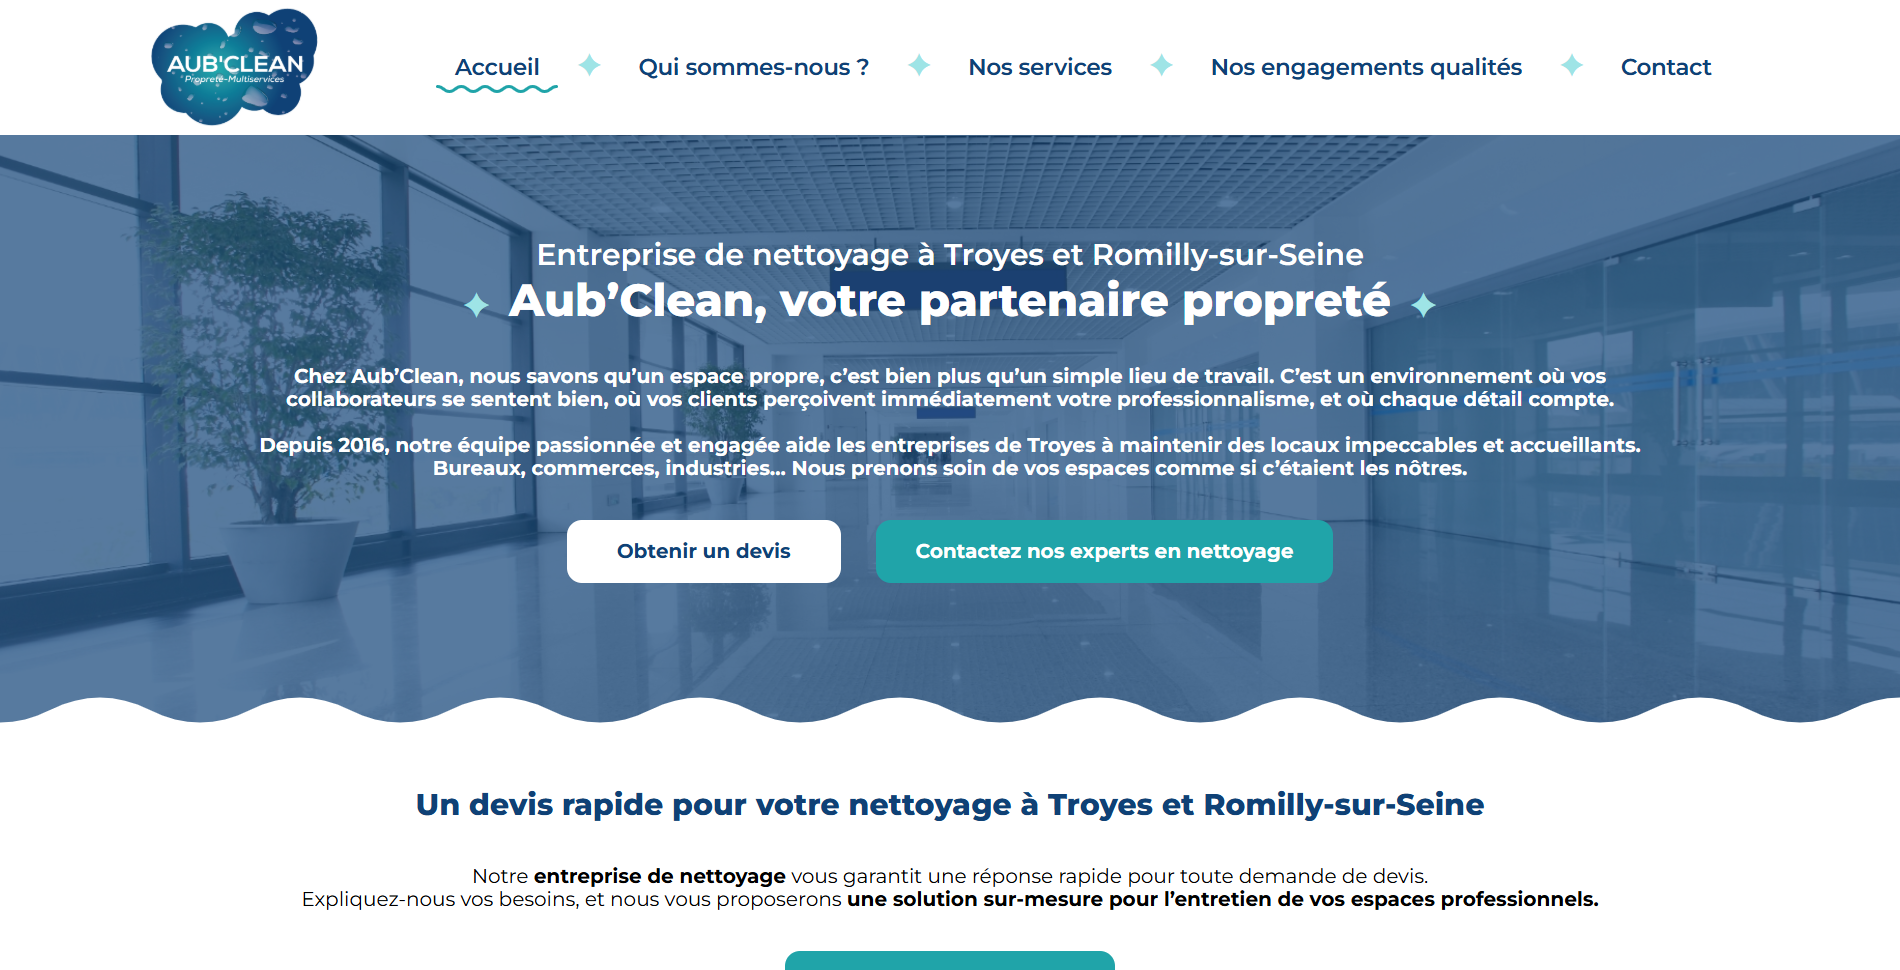 AUB'CLEAN
Propreté-Multiservices
Accueil
Qui sommes-nous ?
Nos services
Nos engagements qualités
Contact
Entreprise de nettoyage à Troyes et Romilly-sur-Seine
Aub’Clean, votre partenaire propreté
Chez Aub’Clean, nous savons qu’un espace propre, c’est bien plus qu’un simple lieu de travail. C’est un environnement où vos
collaborateurs se sentent bien, où vos clients perçoivent immédiatement votre professionnalisme, et où chaque détail compte.
Depuis 2016, notre équipe passionnée et engagée aide les entreprises de Troyes à maintenir des locaux impeccables et accueillants.
Bureaux, commerces, industries... Nous prenons soin de vos espaces comme si c’étaient les nôtres.
Obtenir un devis
Contactez nos experts en nettoyage
Un devis rapide pour votre nettoyage à Troyes et Romilly-sur-Seine
Notre entreprise de nettoyage vous garantit une réponse rapide pour toute demande de devis.
Expliquez-nous vos besoins, et nous vous proposerons une solution sur-mesure pour l’entretien de vos espaces professionnels.